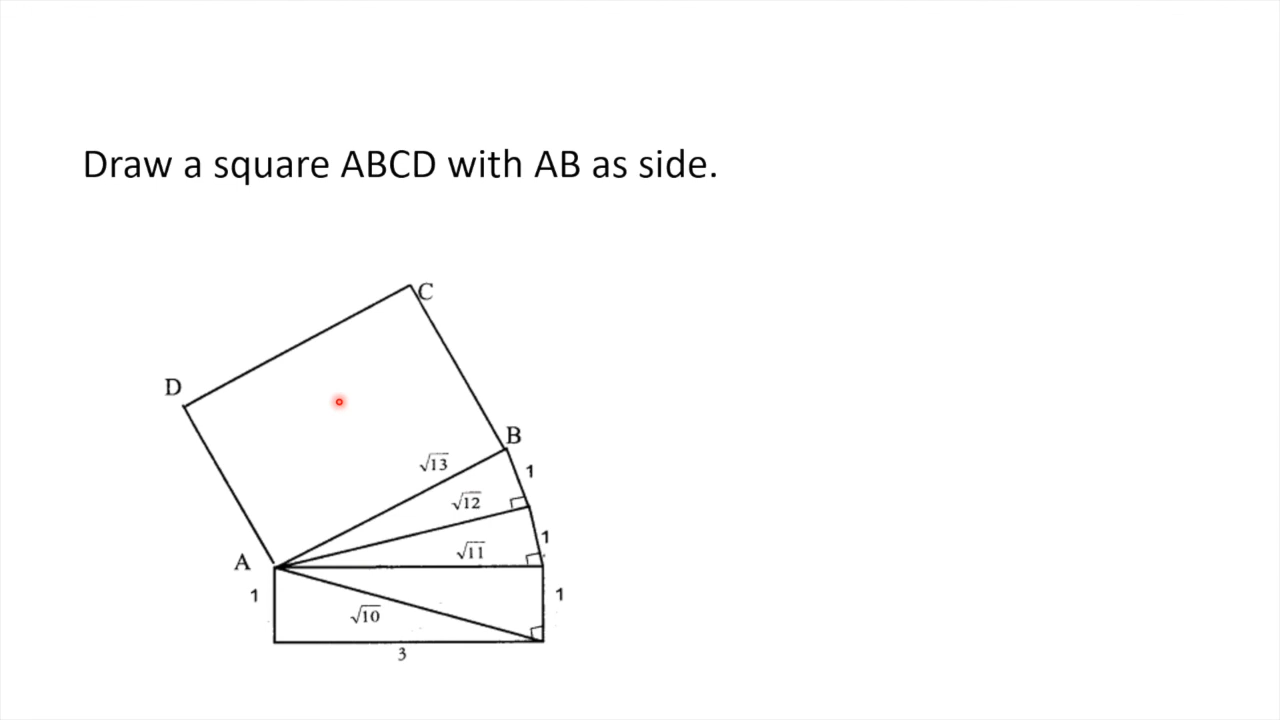 Draw a square ABCD with AB as side.
C
D
B
√13
1
√12
1
√11
A
1
1
√10
3